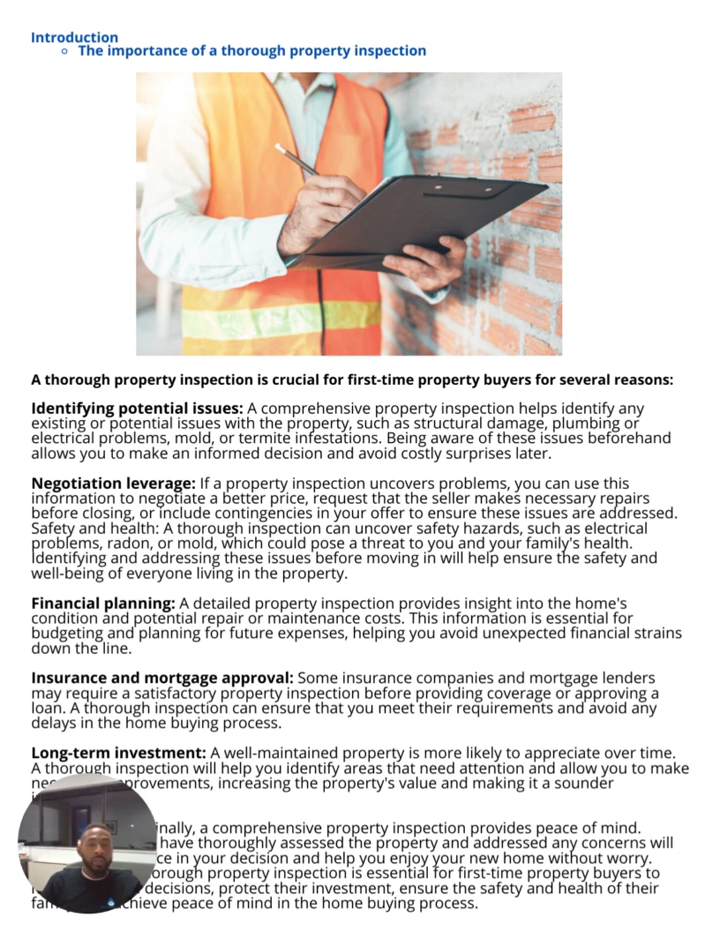 Introduction
The importance of a thorough property inspection
A thorough property inspection is crucial for first-time property buyers for several reasons:
Identifying potential issues: A comprehensive property inspection helps identify any
existing or potential issues with the property, such as structural damage, plumbing or
electrical problems, mold, or termite infestations. Being aware of these issues beforehand
allows you to make an informed decision and avoid costly surprises later.
Negotiation leverage: If a property inspection uncovers problems, you can use this
information to negotiate a better price, request that the seller makes necessary repairs
before closing, or include contingencies in your offer to ensure these issues are addressed.
Safety and health: A thorough inspection can uncover safety hazards, such as electrical
problems, radon, or mold, which could pose a threat to you and your family's health.
Identifying and addressing these issues before moving in will help ensure the safety and
well-being of everyone living in the property.
Financial planning: A detailed property inspection provides insight into the home's
condition and potential repair or maintenance costs. This information is essential for
budgeting and planning for future expenses, helping you avoid unexpected financial strains
down the line.
Insurance and mortgage approval: Some insurance companies and mortgage lenders
may require a satisfactory property inspection before providing coverage or approving a
loan. A thorough inspection can ensure that you meet their requirements and avoid any
delays in the home buying process.
Long-term investment: A well-maintained property is more likely to appreciate over time.
A thorough inspection will help you identify areas that need attention and allow you to make
increasing the property's value and making it a sounder
a comprehensive property inspection provides peace of mind.
have thoroughly assessed the property and addressed any concerns will
in your decision and help you enjoy your new home without worry.
property inspection is essential for first-time property buyers to
decisions, protect their investment, ensure the safety and health of their
peace of mind in the home buying process.